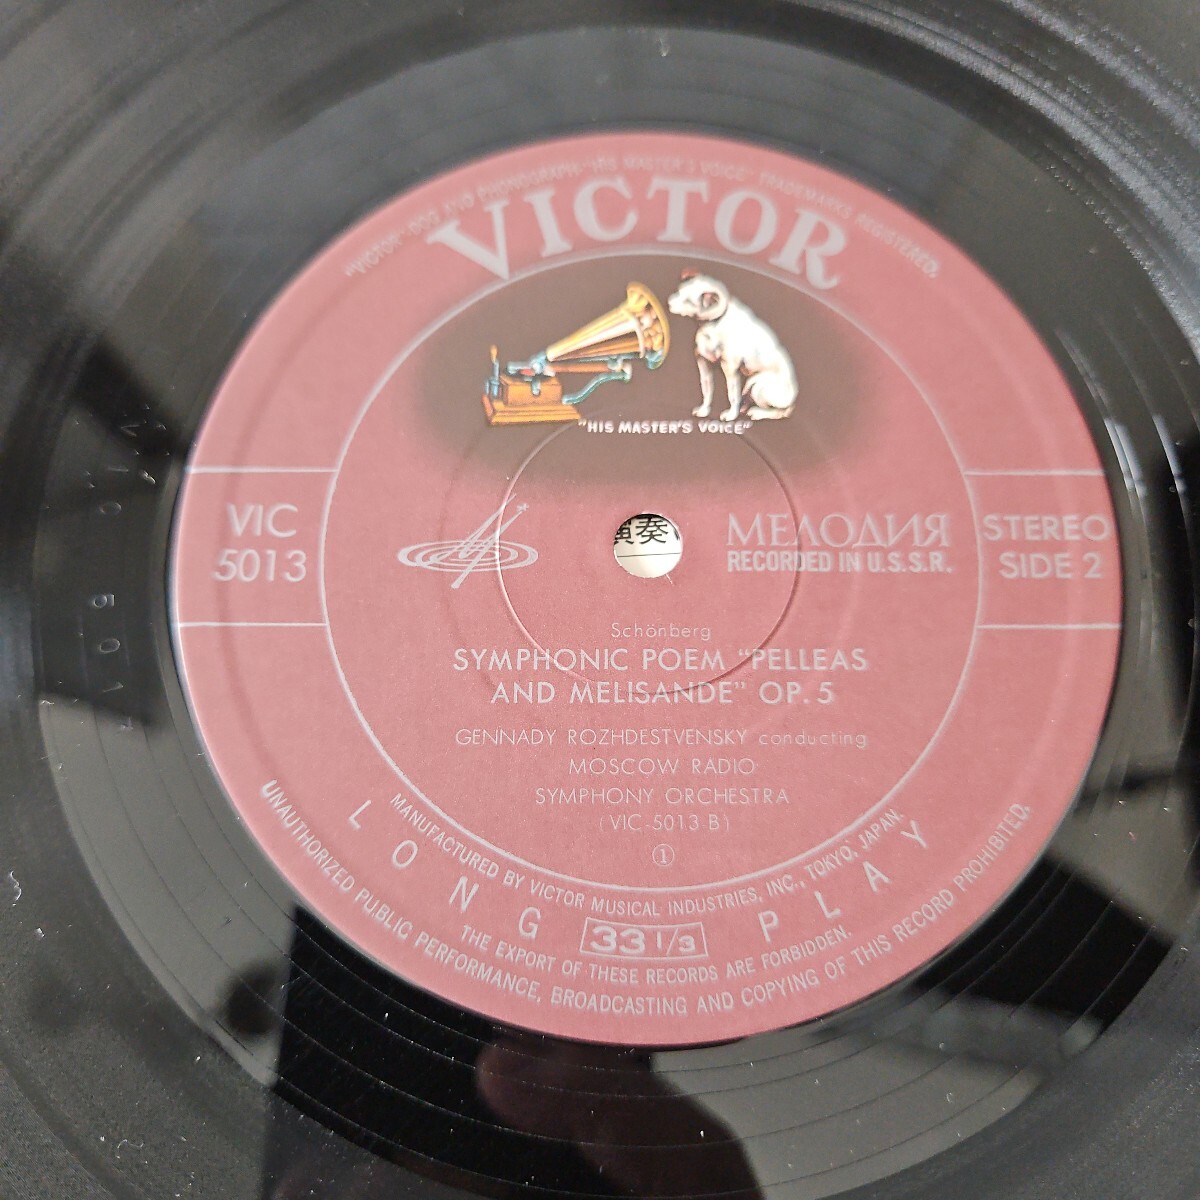 "VICTOR" "DOG AND PHONOGRAPH" "HIS MASTER'S VOICE" TRADEMARKS REGISTERED.
VICTOR
"HIS MASTER'S VOICE"
VIC
5013
演奏
МЕЛОДИЯ
RECORDED IN U.S.S.R.
STEREO
SIDE 2
Schönberg
SYMPHONIC POEM "PELLEAS
AND MELISANDE" OP. 5
GENNADY ROZHDESTVENSKY conducting
MOSCOW RADIO
SYMPHONY ORCHESTRA
(VIC-5013 B)
①
LONG PLAY
33 1/3
MANUFACTURED BY VICTOR MUSICAL INDUSTRIES, INC., TOKYO, JAPAN.
THE EXPORT OF THESE RECORDS ARE FORBIDDEN.
UNAUTHORIZED PUBLIC PERFORMANCE, BROADCASTING AND COPYING OF THIS RECORD PROHIBITED.